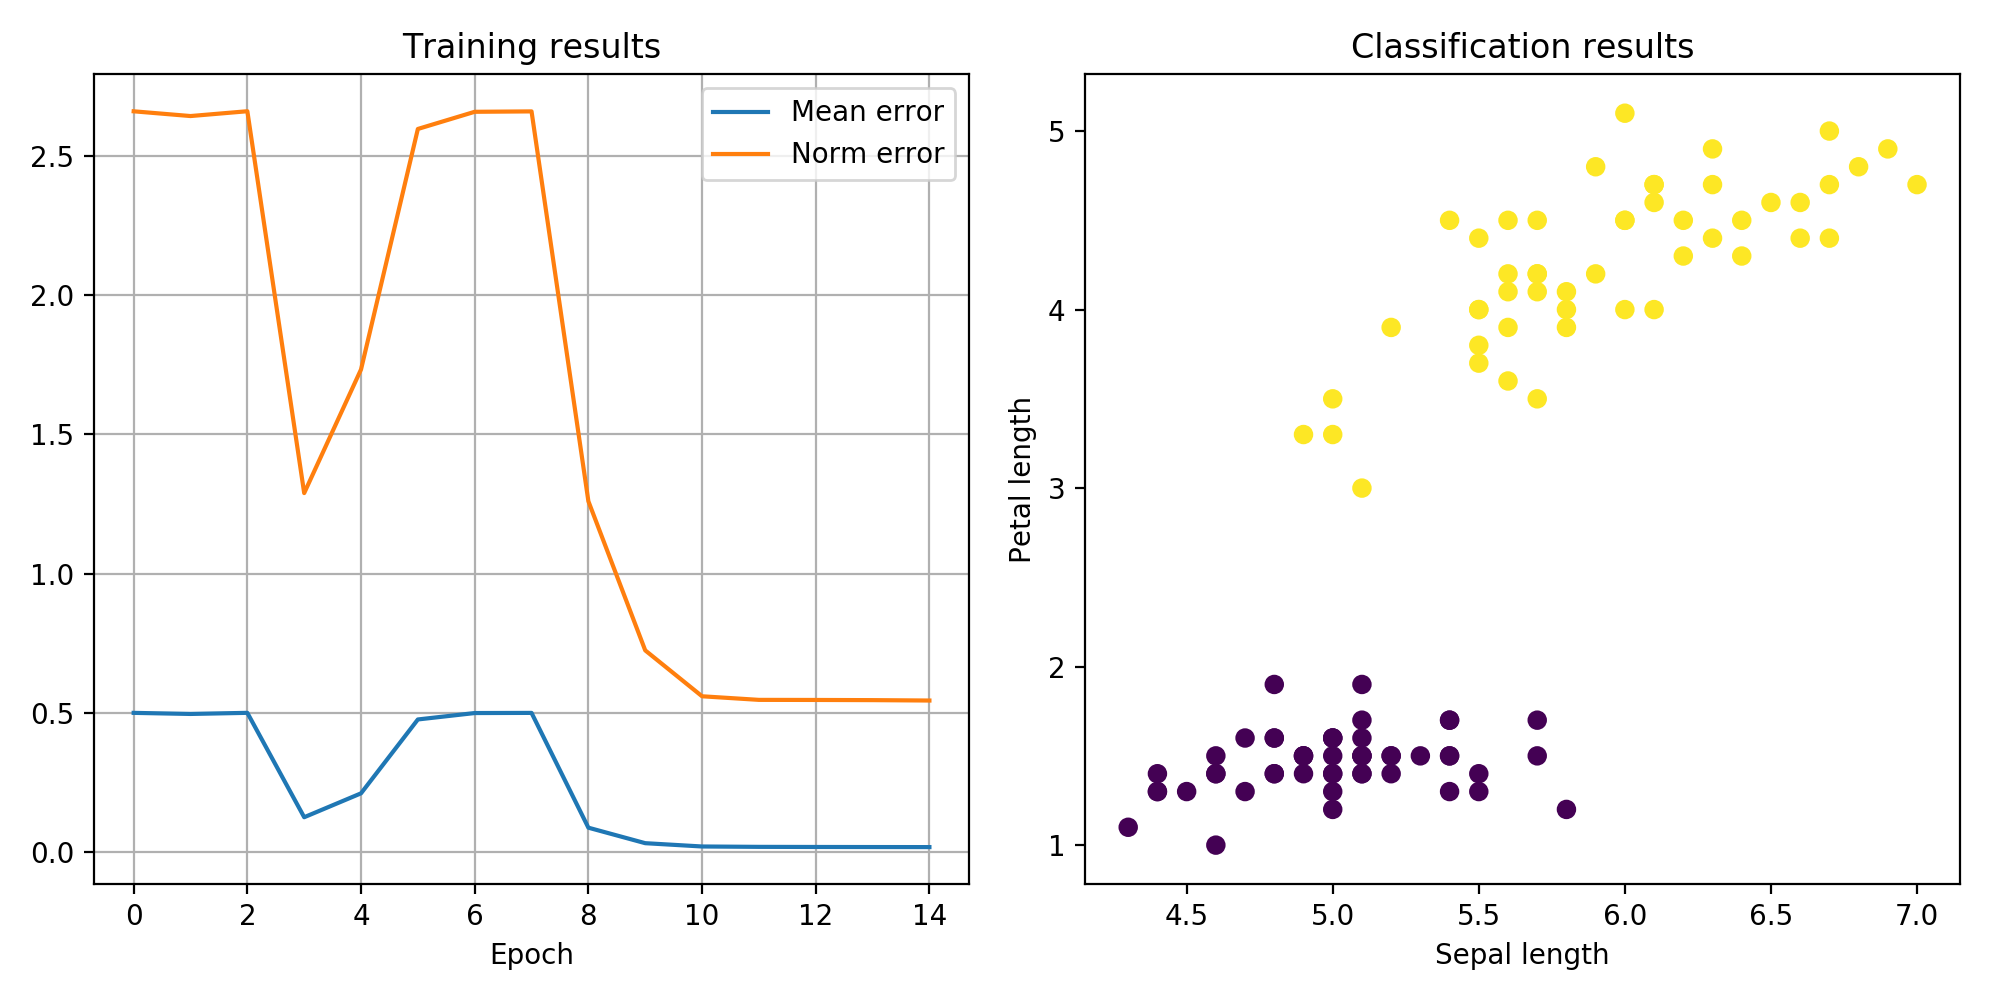 Training results
Mean error
Norm error
2.5
2.0
1.5
1.0
0.5
0.0
0 2 4 6 8 10 12 14
Epoch
Classification results
5
4
3
2
1
Petal length
4.5 5.0 5.5 6.0 6.5 7.0
Sepal length